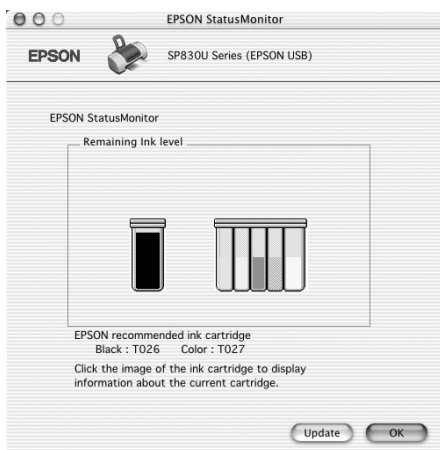 EPSON StatusMonitor
EPSON
SP830U Series (EPSON USB)
EPSON StatusMonitor
Remaining Ink level
EPSON recommended ink cartridge
Black : T026 Color : T027
Click the image of the ink cartridge to display
information about the current cartridge.
Update OK